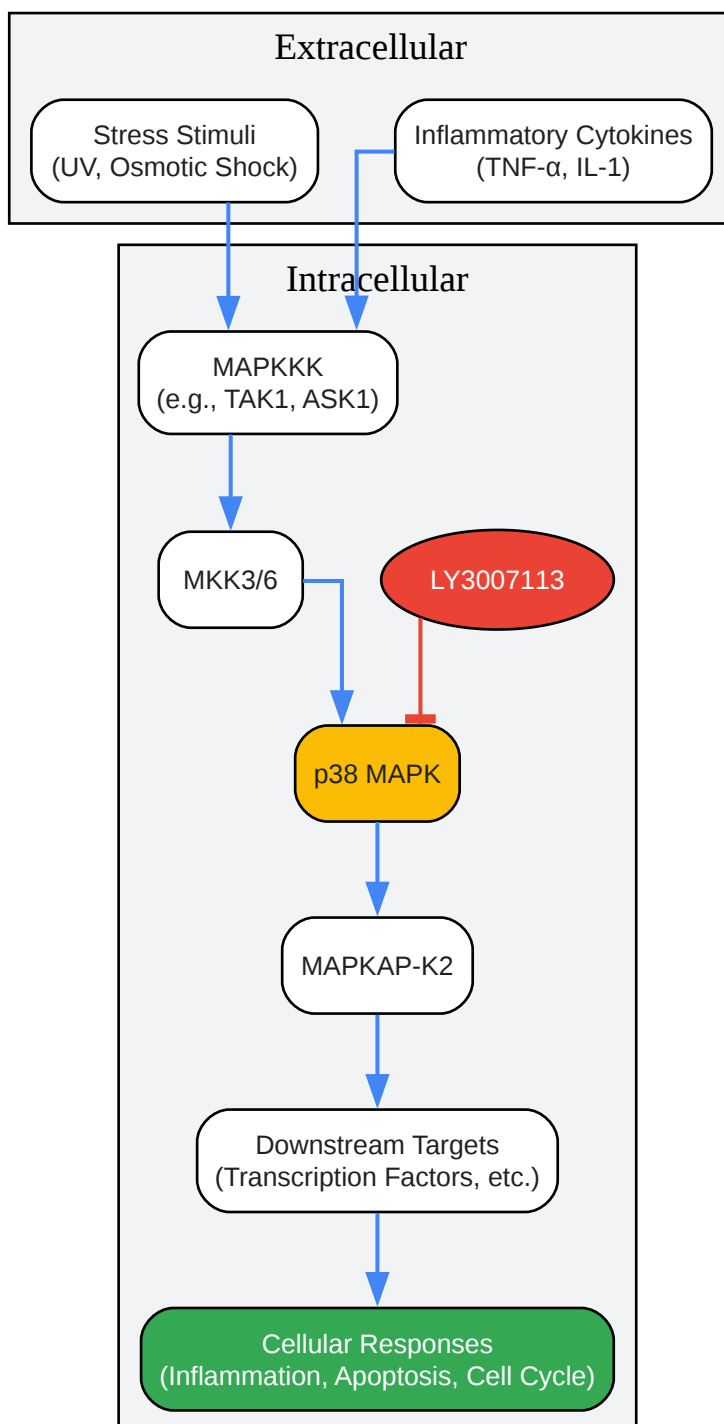 Extracellular
Stress Stimuli
(UV, Osmotic Shock)
Inflammatory Cytokines
(TNF-α, IL-1)
Intracellular
MAPKKK
(e.g., TAK1, ASK1)
MKK3/6
LY3007113
p38 MAPK
MAPKAP-K2
Downstream Targets
(Transcription Factors, etc.)
Cellular Responses
(Inflammation, Apoptosis, Cell Cycle)